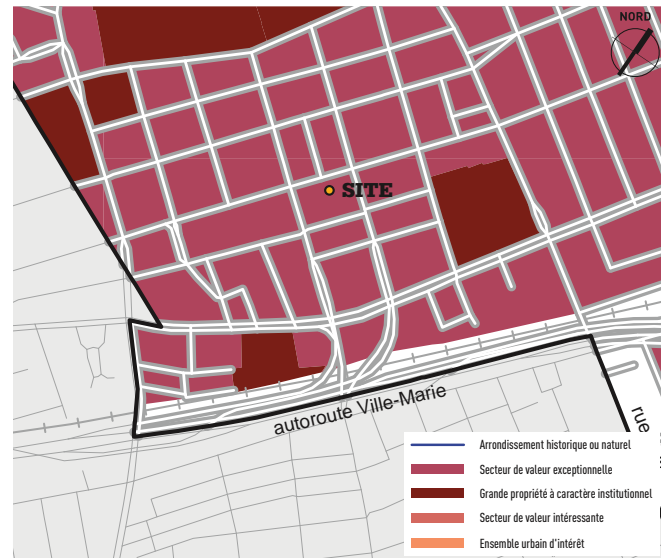 NORD
SITE
autoroute Ville-Marie
rue
Arrondissement historique ou naturel
Secteur de valeur exceptionnelle
Grande propriété à caractère institutionnel
Secteur de valeur intéressante
Ensemble urbain d'intérêt